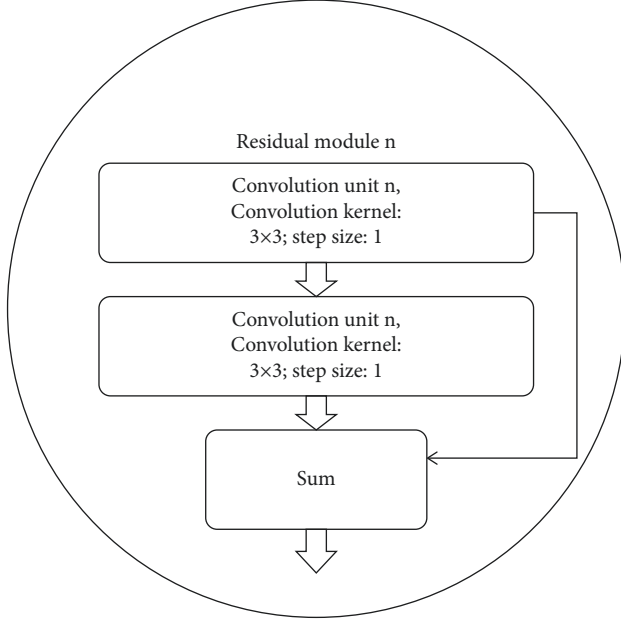 Residual module n
Convolution unit n,
Convolution kernel:
3×3; step size: 1
Convolution unit n,
Convolution kernel:
3×3; step size: 1
Sum